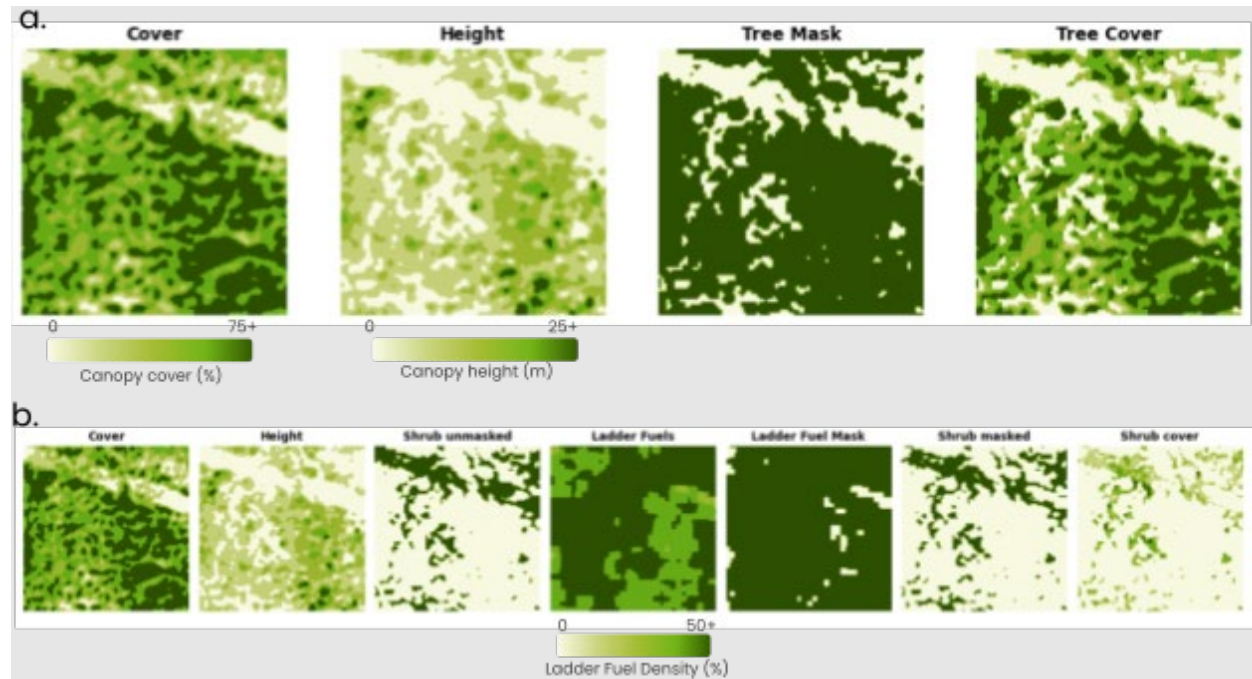 a.
Cover Height Tree Mask Tree Cover
0 75+ 0 25+
Canopy cover (%) Canopy height (m)
b.
Cover Height Shrub unmasked Ladder Fuels Ladder Fuel Mask Shrub masked Shrub cover
0 50+
Ladder Fuel Density (%)